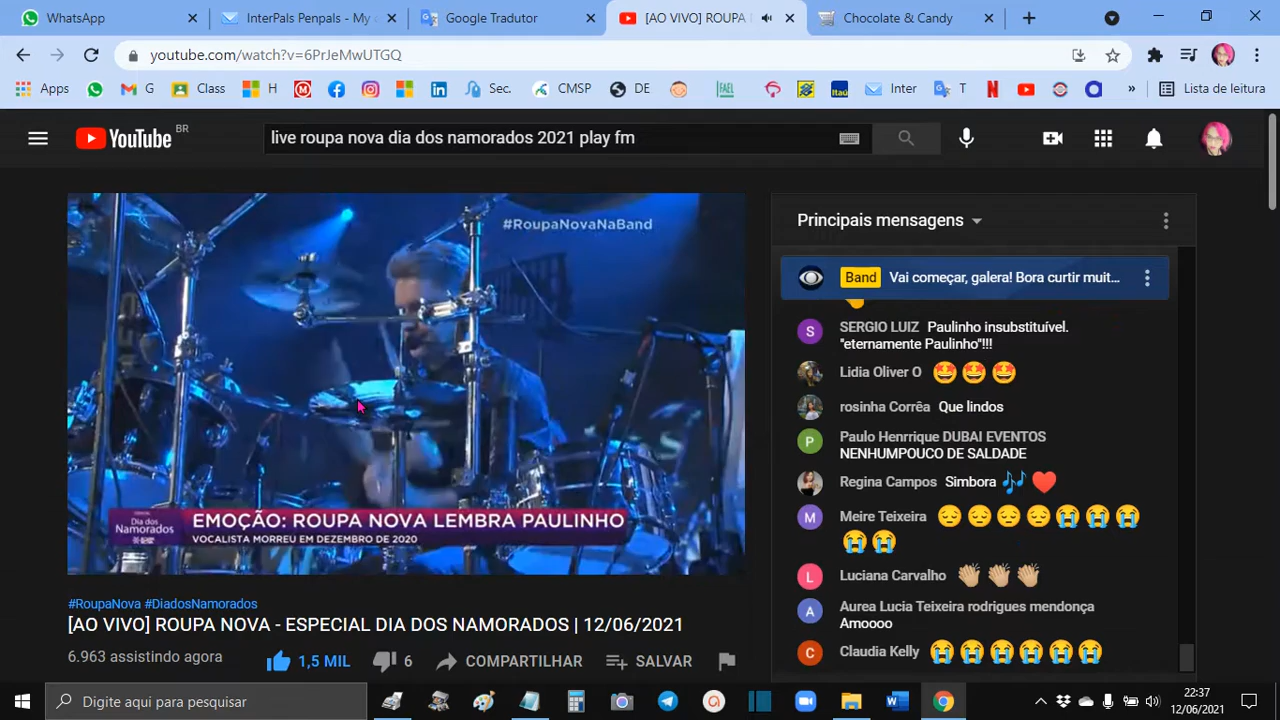 WhatsApp
InterPals Penpals - My
Google Tradutor
[AO VIVO] ROUPA
Chocolate & Candy
youtube.com/watch?v=6PrJeMwUTGQ
Apps
G
Class
H
Sec.
FAEL
CMSP
DE
Itaú
Inter
T
»
Lista de leitura
YouTube BR
live roupa nova dia dos namorados 2021 play fm
#RoupaNovaNaBand
Dia dos
Namorados
EMOÇÃO: ROUPA NOVA LEMBRA PAULINHO
VOCALISTA MORREU EM DEZEMBRO DE 2020
#RoupaNova #DiadosNamorados
[AO VIVO] ROUPA NOVA - ESPECIAL DIA DOS NAMORADOS | 12/06/2021
6.963 assistindo agora
1,5 MIL
6
COMPARTILHAR
SALVAR
Principais mensagens
Band Vai começar, galera! Bora curtir muit...
S
SERGIO LUIZ Paulinho insubstituível.
"eternamente Paulinho"!!!
Lidia Oliver O 🤩🤩🤩
rosinha Corrêa Que lindos
P
Paulo Henrrique DUBAI EVENTOS
NENHUMPOUCO DE SALDADE
Regina Campos Simbora 🎶❤️
M
Meire Teixeira 😔😔😔😔😭😭😭
😭😭
L
Luciana Carvalho 👏🏼👏🏼👏🏼
A
Aurea Lucia Teixeira rodrigues mendonça
Amoooo
C
Claudia Kelly 😭😭😭😭😭😭
Digite aqui para pesquisar
22:37
12/06/2021